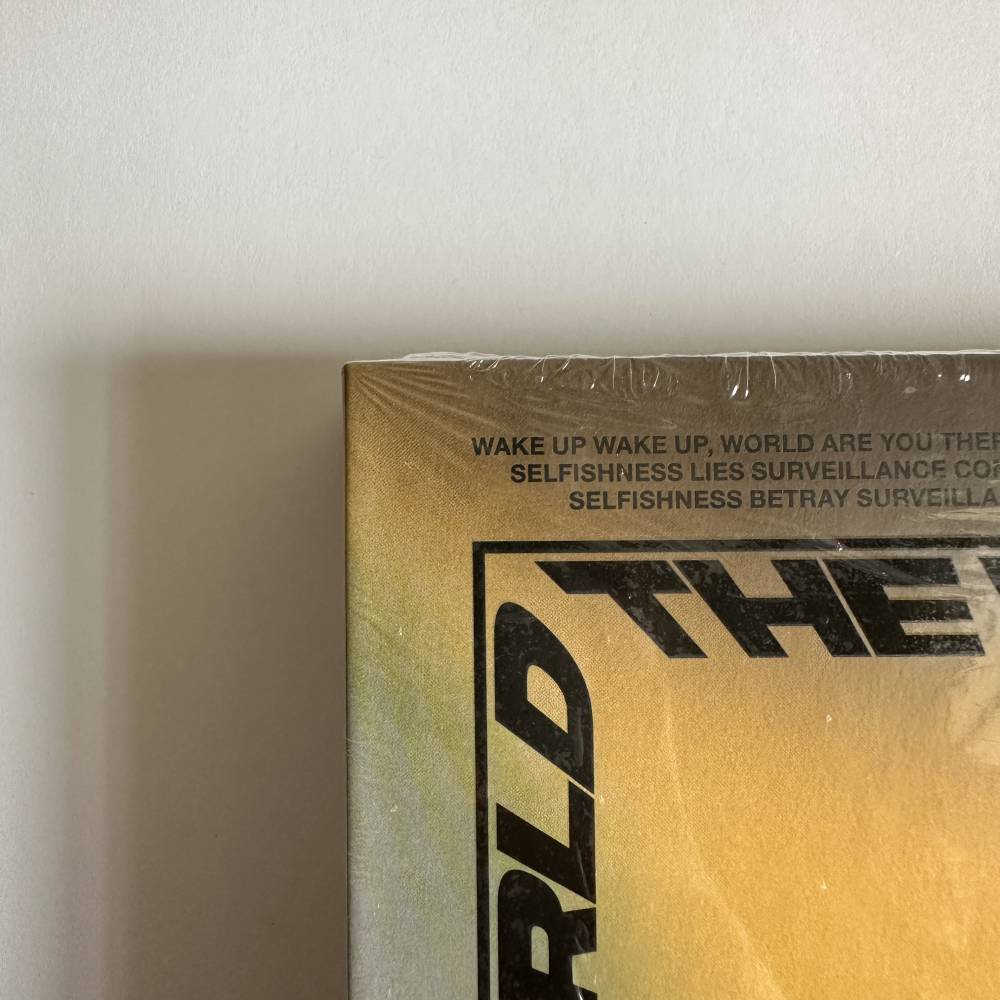 WAKE UP WAKE UP, WORLD ARE YOU
SELFISHNESS LIES SURVEILLANCE
SELFISHNESS BETRAY
THE
RLD